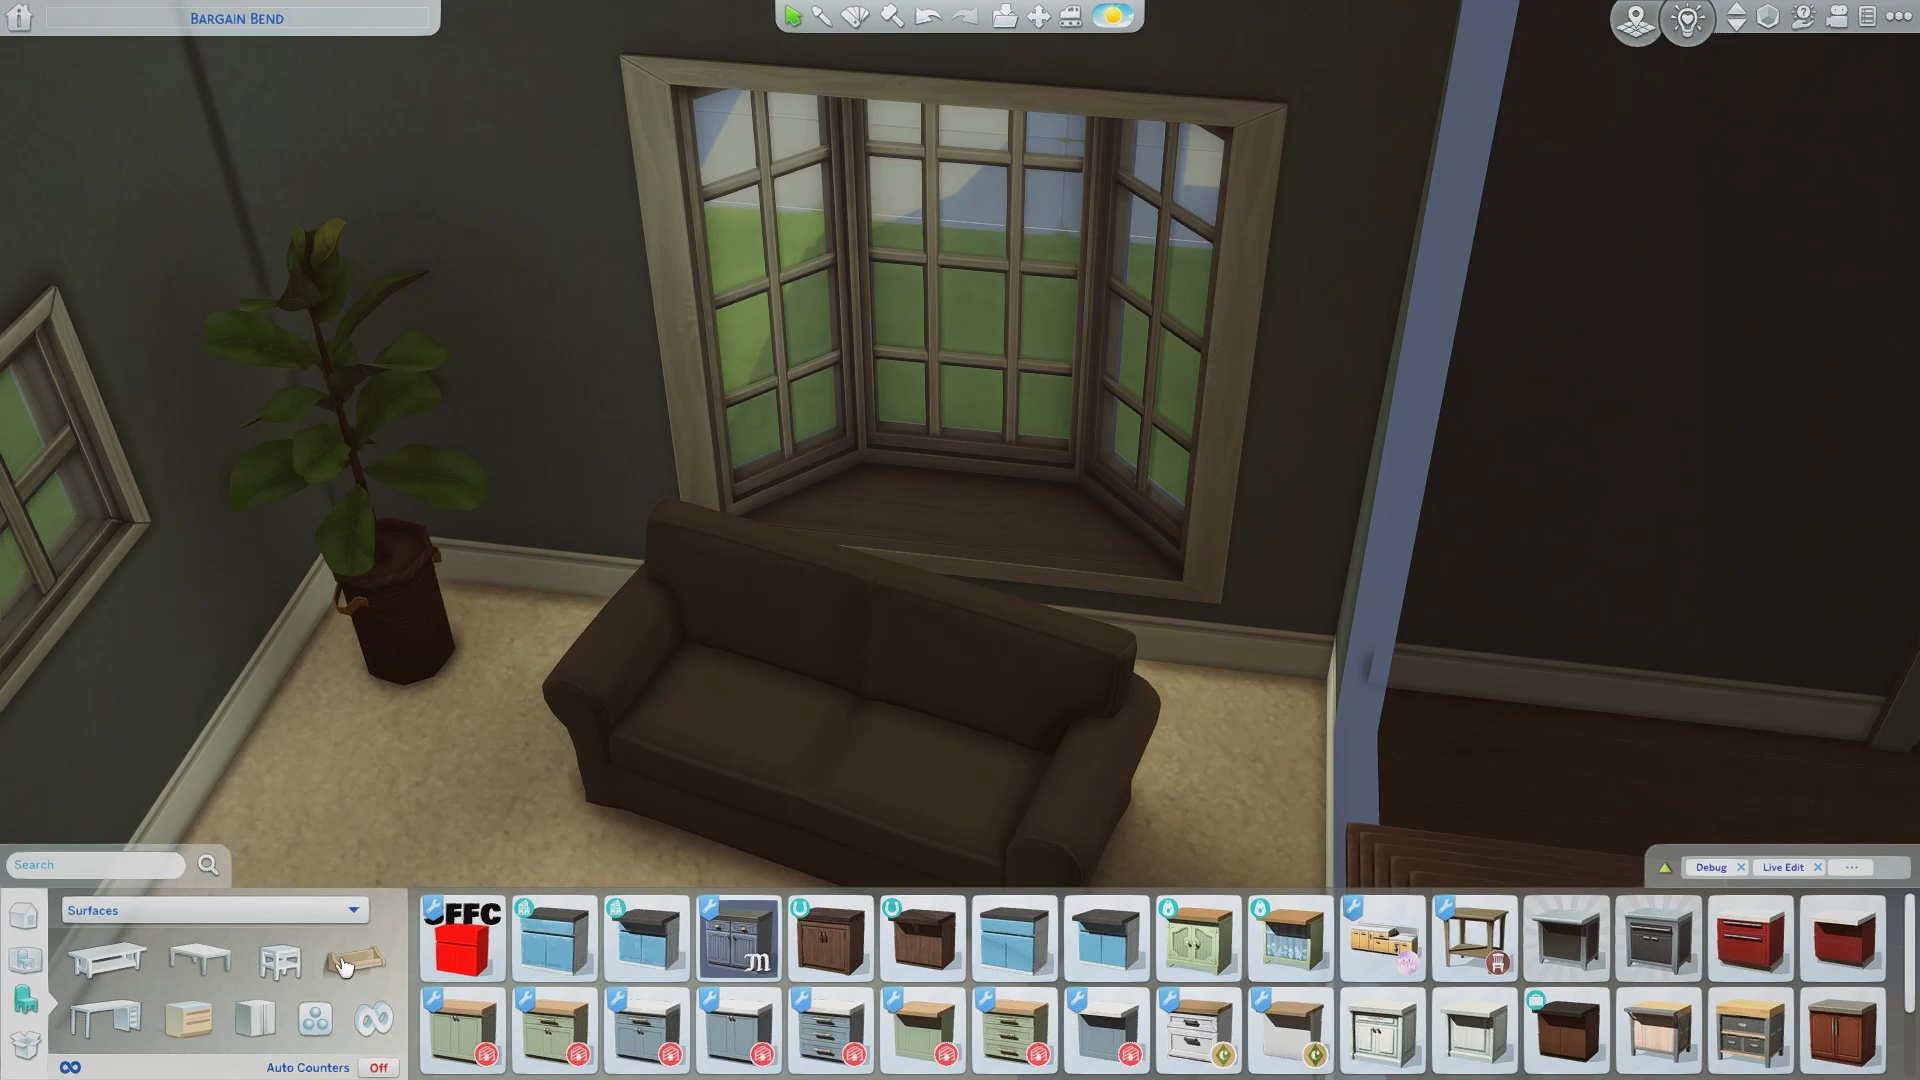 BARGAIN BEND
Search
Debug
Live Edit
Surfaces
FFC
m
Auto Counters
Off